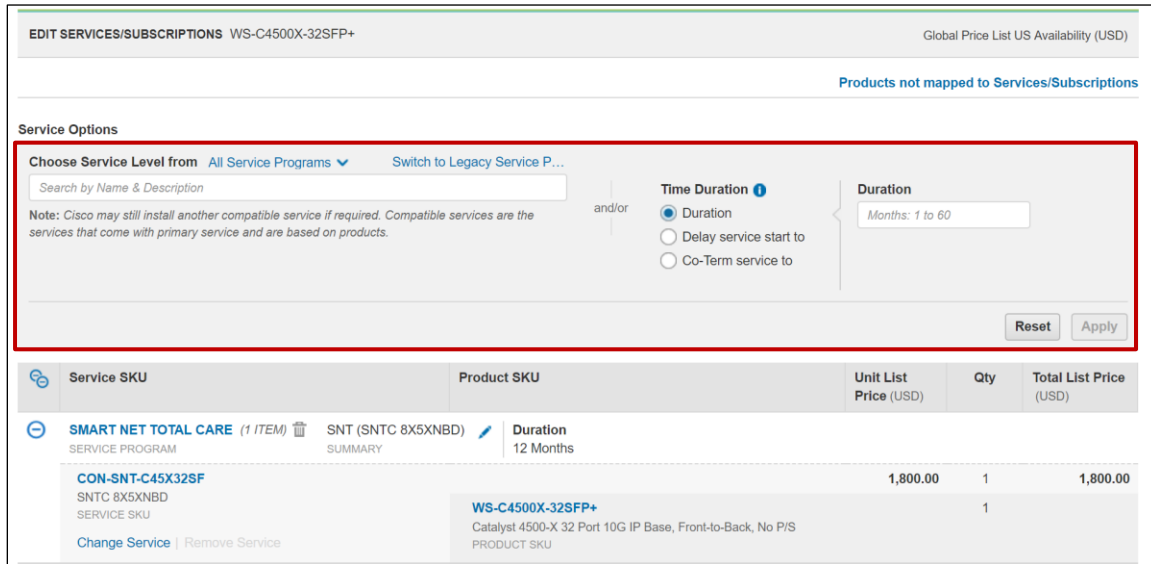 EDIT SERVICES/SUBSCRIPTIONS WS-C4500X-32SFP+
Global Price List US Availability (USD)
Products not mapped to Services/Subscriptions
Service Options
Choose Service Level from All Service Programs Switch to Legacy Service P...
Search by Name & Description
Note: Cisco may still install another compatible service if required. Compatible services are the
services that come with primary service and are based on products.
and/or
Time Duration
Duration
Delay service start to
Co-Term service to
Duration
Months: 1 to 60
Reset Apply
Service SKU Product SKU Unit List Price (USD) Qty Total List Price (USD)
SMART NET TOTAL CARE (1 ITEM) SNT (SNTC 8X5XNBD) Duration
SERVICE PROGRAM SUMMARY 12 Months
CON-SNT-C45X32SF 1,800.00 1 1,800.00
SNTC 8X5XNBD
SERVICE SKU
WS-C4500X-32SFP+ 1
Catalyst 4500-X 32 Port 10G IP Base, Front-to-Back, No P/S
PRODUCT SKU
Change Service | Remove Service